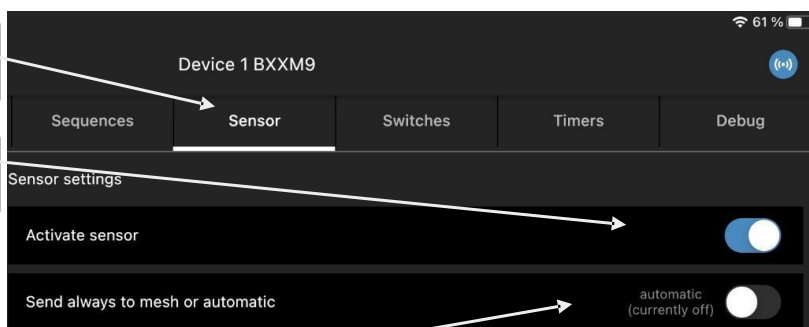 61 %
Device 1 BXXM9
Sequences Sensor Switches Timers Debug
Sensor settings
Activate sensor
Send always to mesh or automatic automatic
(currently off)